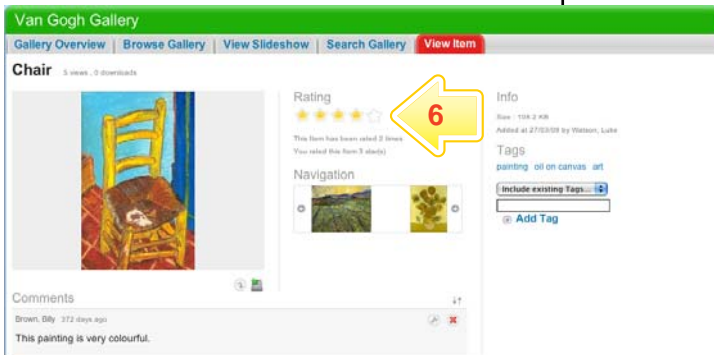 Van Gogh Gallery
Gallery Overview | Browse Gallery | View Slideshow | Search Gallery | View Item
Chair 5 views , 0 downloads
Rating
6
This item has been rated 2 times
You rated this item 5 star(s)
Navigation
Info
Size : 104.2 KB
Added at 27/03/09 by Watson, Luke
Tags
painting oil on canvas art
Include existing Tags...
Add Tag
Comments
Brown, Billy 372 days ago
This painting is very colourful.